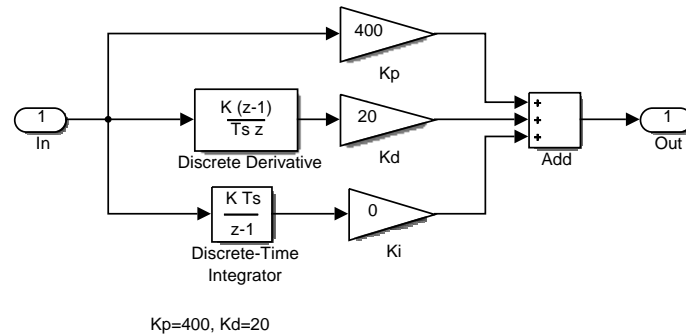 400
Kp
1
In
K (z-1)
Ts z
Discrete Derivative
20
Kd
+
+
+
Add
1
Out
K Ts
z-1
Discrete-Time
Integrator
0
Ki
Kp=400, Kd=20